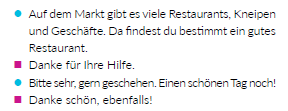 Auf dem Markt gibt es viele Restaurants, Kneipen
und Geschäfte. Da findest du bestimmt ein gutes
Restaurant.
Danke für Ihre Hilfe.
Bitte sehr, gern geschehen. Einen schönen Tag noch!
Danke schön, ebenfalls!